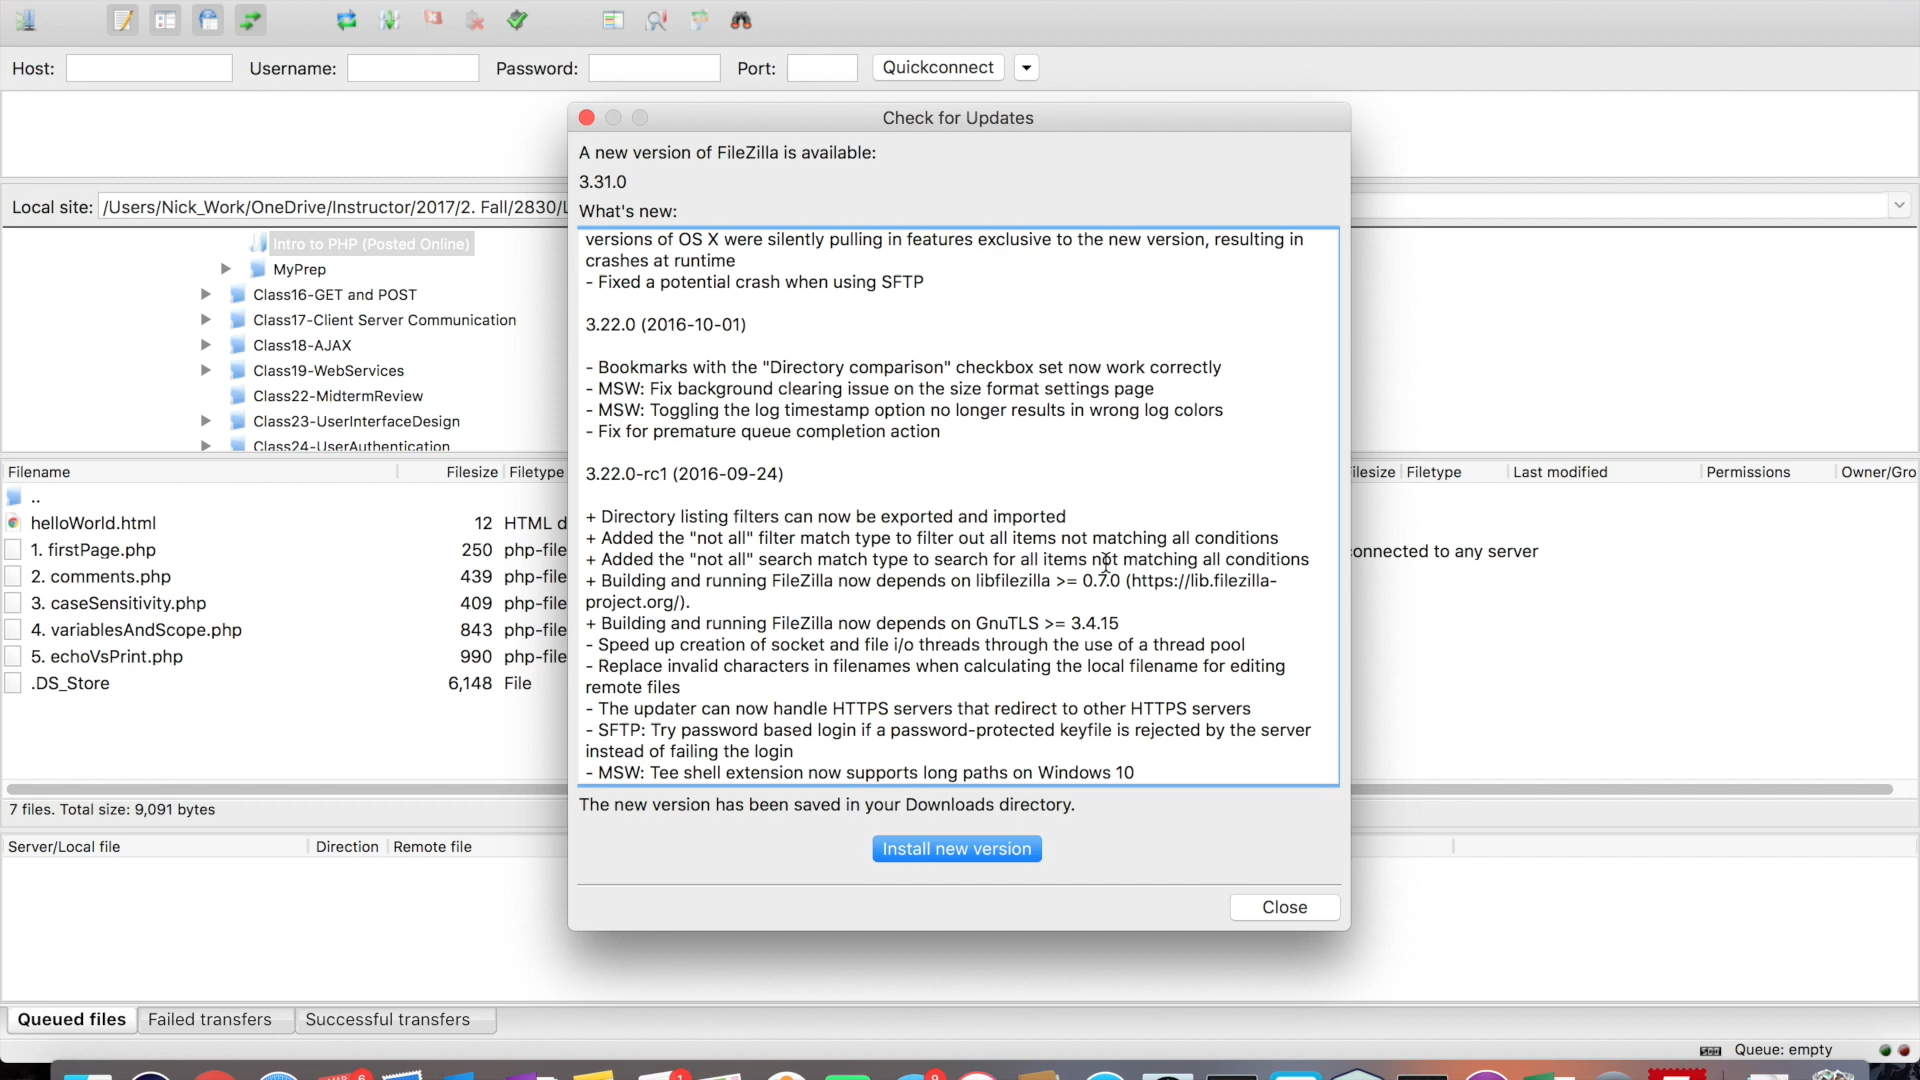 Host:
Username:
Password:
Port:
Quickconnect
Check for Updates
A new version of FileZilla is available:
3.31.0
What's new:
Local site:
/Users/Nick_Work/OneDrive/Instructor/2017/2. Fall/2830/
Intro to PHP (Posted Online)
MyPrep
Class16-GET and POST
Class17-Client Server Communication
Class18-AJAX
Class19-WebServices
Class22-MidtermReview
Class23-UserInterfaceDesign
Class24-UserAuthentication
versions of OS X were silently pulling in features exclusive to the new version, resulting in
crashes at runtime
- Fixed a potential crash when using SFTP
3.22.0 (2016-10-01)
- Bookmarks with the "Directory comparison" checkbox set now work correctly
- MSW: Fix background clearing issue on the size format settings page
- MSW: Toggling the log timestamp option no longer results in wrong log colors
- Fix for premature queue completion action
3.22.0-rc1 (2016-09-24)
+ Directory listing filters can now be exported and imported
+ Added the "not all" filter match type to filter out all items not matching all conditions
+ Added the "not all" search match type to search for all items not matching all conditions
+ Building and running FileZilla now depends on libfilezilla >= 0.7.0 (https://lib.filezilla-
project.org/).
+ Building and running FileZilla now depends on GnuTLS >= 3.4.15
- Speed up creation of socket and file i/o threads through the use of a thread pool
- Replace invalid characters in filenames when calculating the local filename for editing
remote files
- The updater can now handle HTTPS servers that redirect to other HTTPS servers
- SFTP: Try password based login if a password-protected keyfile is rejected by the server
instead of failing the login
- MSW: Tee shell extension now supports long paths on Windows 10
The new version has been saved in your Downloads directory.
Install new version
Close
Filename Filesize Filetype
..
helloWorld.html 12 HTML d
1. firstPage.php 250 php-file
2. comments.php 439 php-file
3. caseSensitivity.php 409 php-file
4. variablesAndScope.php 843 php-file
5. echoVsPrint.php 990 php-file
.DS_Store 6,148 File
7 files. Total size: 9,091 bytes
ilesize Filetype Last modified Permissions Owner/Gro
onnected to any server
Server/Local file Direction Remote file
Queued files Failed transfers Successful transfers
Queue: empty